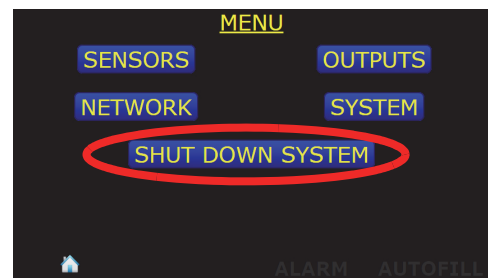 MENU
SENSORS OUTPUTS
NETWORK SYSTEM
SHUT DOWN SYSTEM
ALARM AUTOFILL